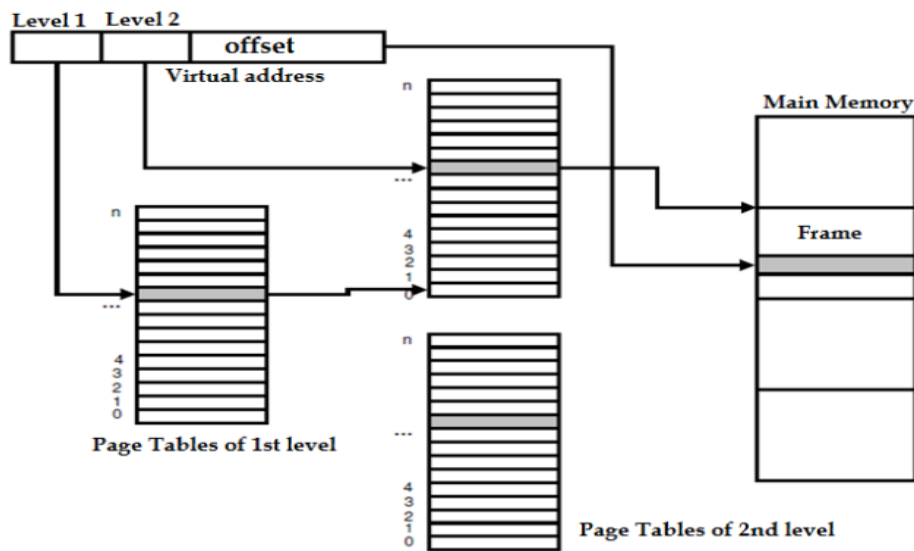 Level 1 Level 2
offset
Virtual address
n
...
4
3
2
1
0
Main Memory
Frame
n
...
4
3
2
1
0
Page Tables of 1st level
n
...
4
3
2
1
0
Page Tables of 2nd level